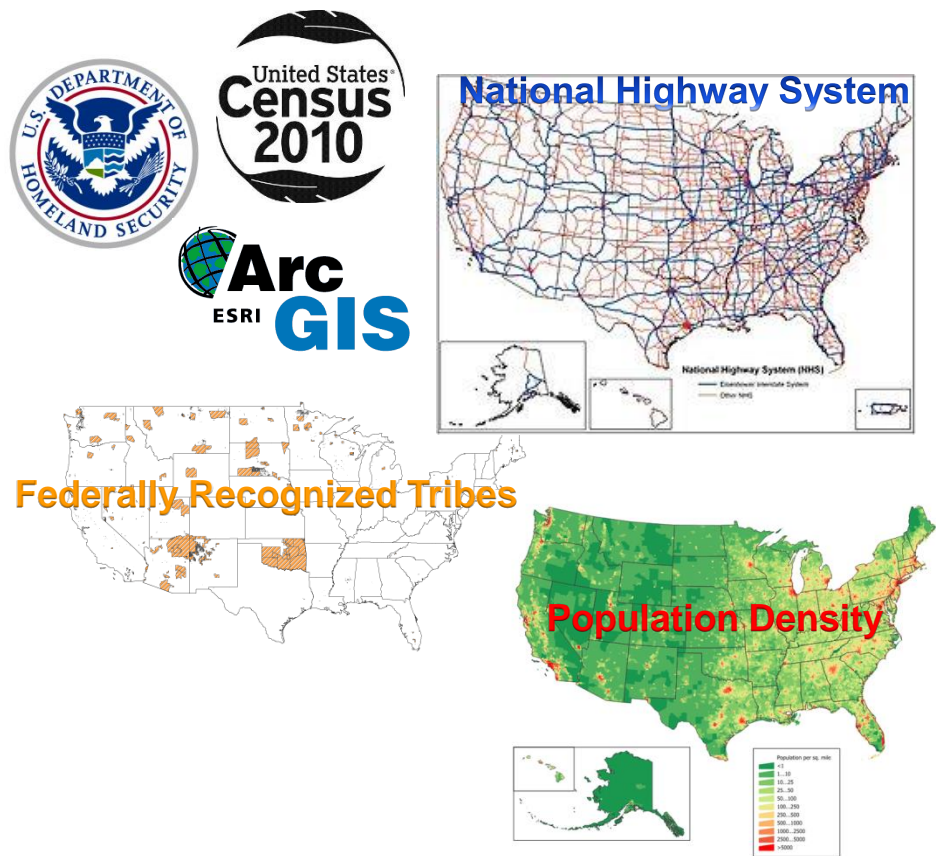 U.S. DEPARTMENT OF
HOMELAND SECURITY
United States®
Census
2010
Arc
ESRI GIS
National Highway System
National Highway System (NHS)
Eisenhower Interstate System
Other NHS
Federally Recognized Tribes
Population Density
Population per sq. mile
<1
1...10
10...25
25...50
50...100
100...250
250...500
500...1000
1000...2500
2500...5000
>5000